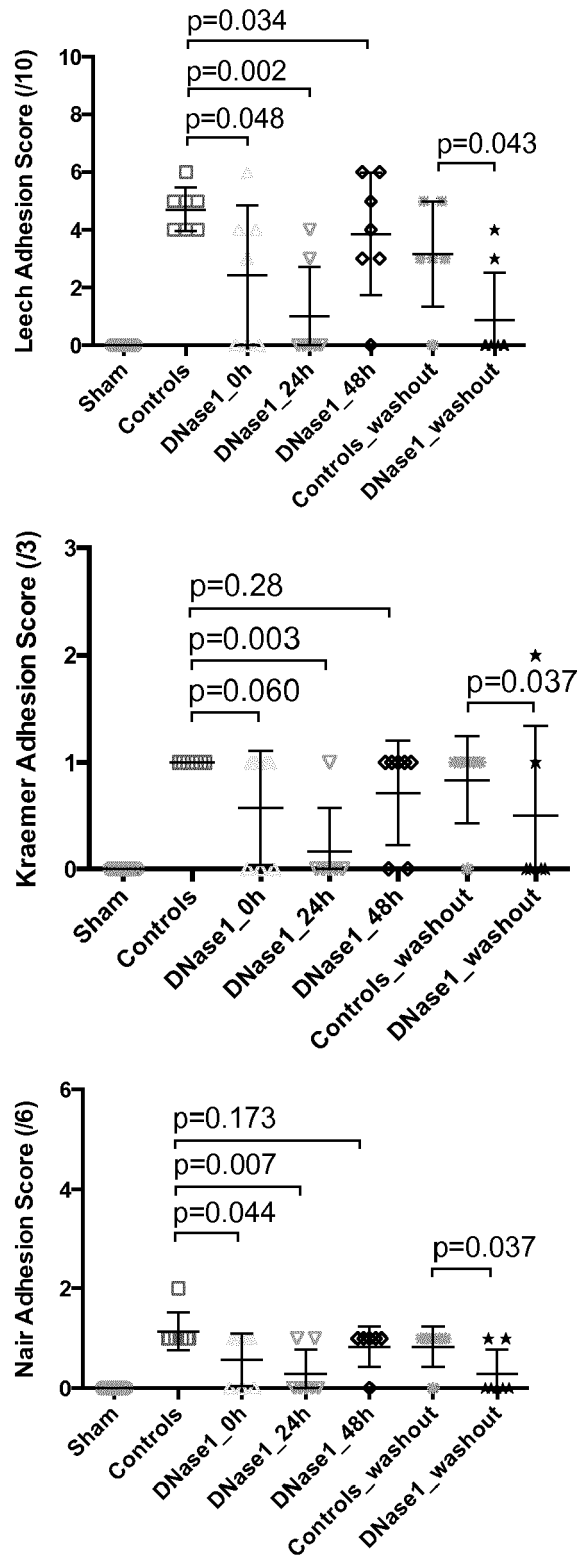 p=0.034
p=0.002
p=0.048
p=0.043
Leech Adhesion Score (/10)
10
8
6
4
2
0
Sham
Controls
DNase1_0h
DNase1_24h
DNase1_48h
Controls_washout
DNase1_washout
p=0.28
p=0.003
p=0.060
p=0.037
Kraemer Adhesion Score (/3)
3
2
1
0
Sham
Controls
DNase1_0h
DNase1_24h
DNase1_48h
Controls_washout
DNase1_washout
p=0.173
p=0.007
p=0.044
p=0.037
Nair Adhesion Score (/6)
6
4
2
0
Sham
Controls
DNase1_0h
DNase1_24h
DNase1_48h
Controls_washout
DNase1_washout